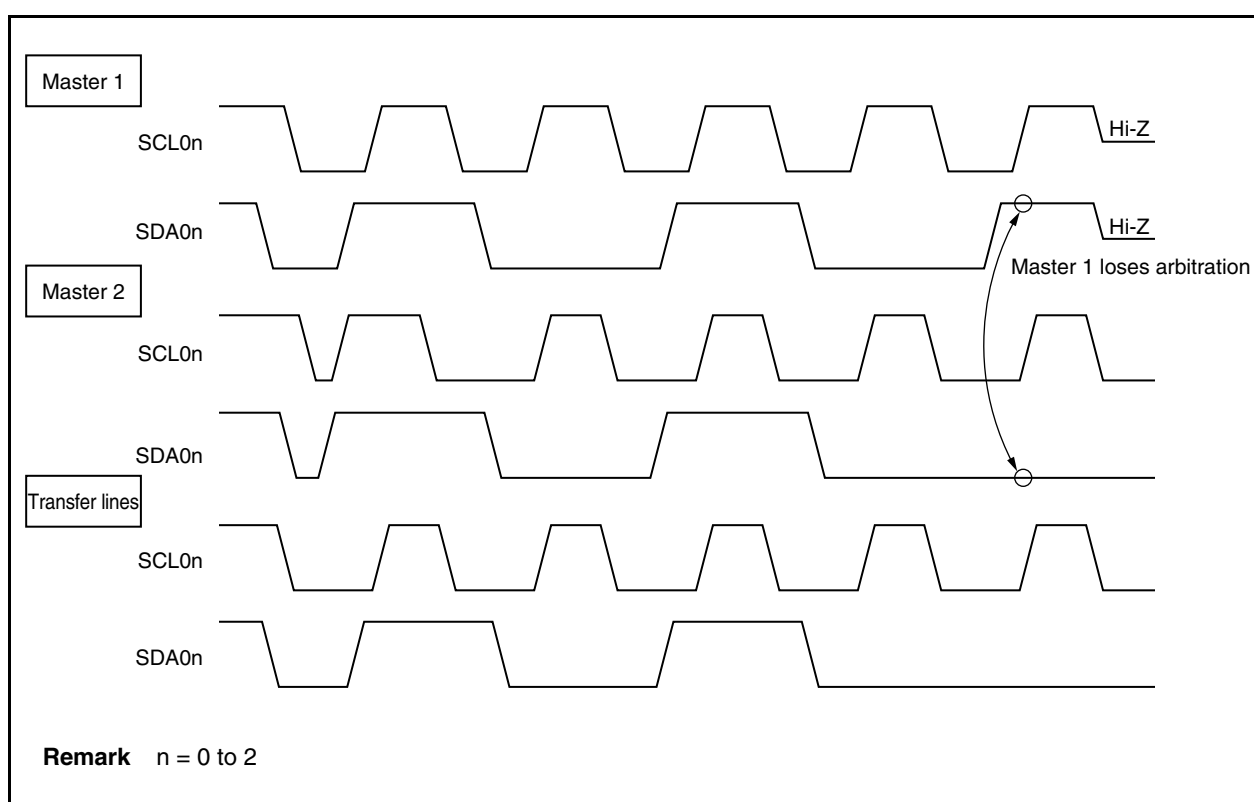 Master 1
SCL0n
Hi-Z
SDA0n
Hi-Z
Master 1 loses arbitration
Master 2
SCL0n
SDA0n
Transfer lines
SCL0n
SDA0n
Remark n = 0 to 2